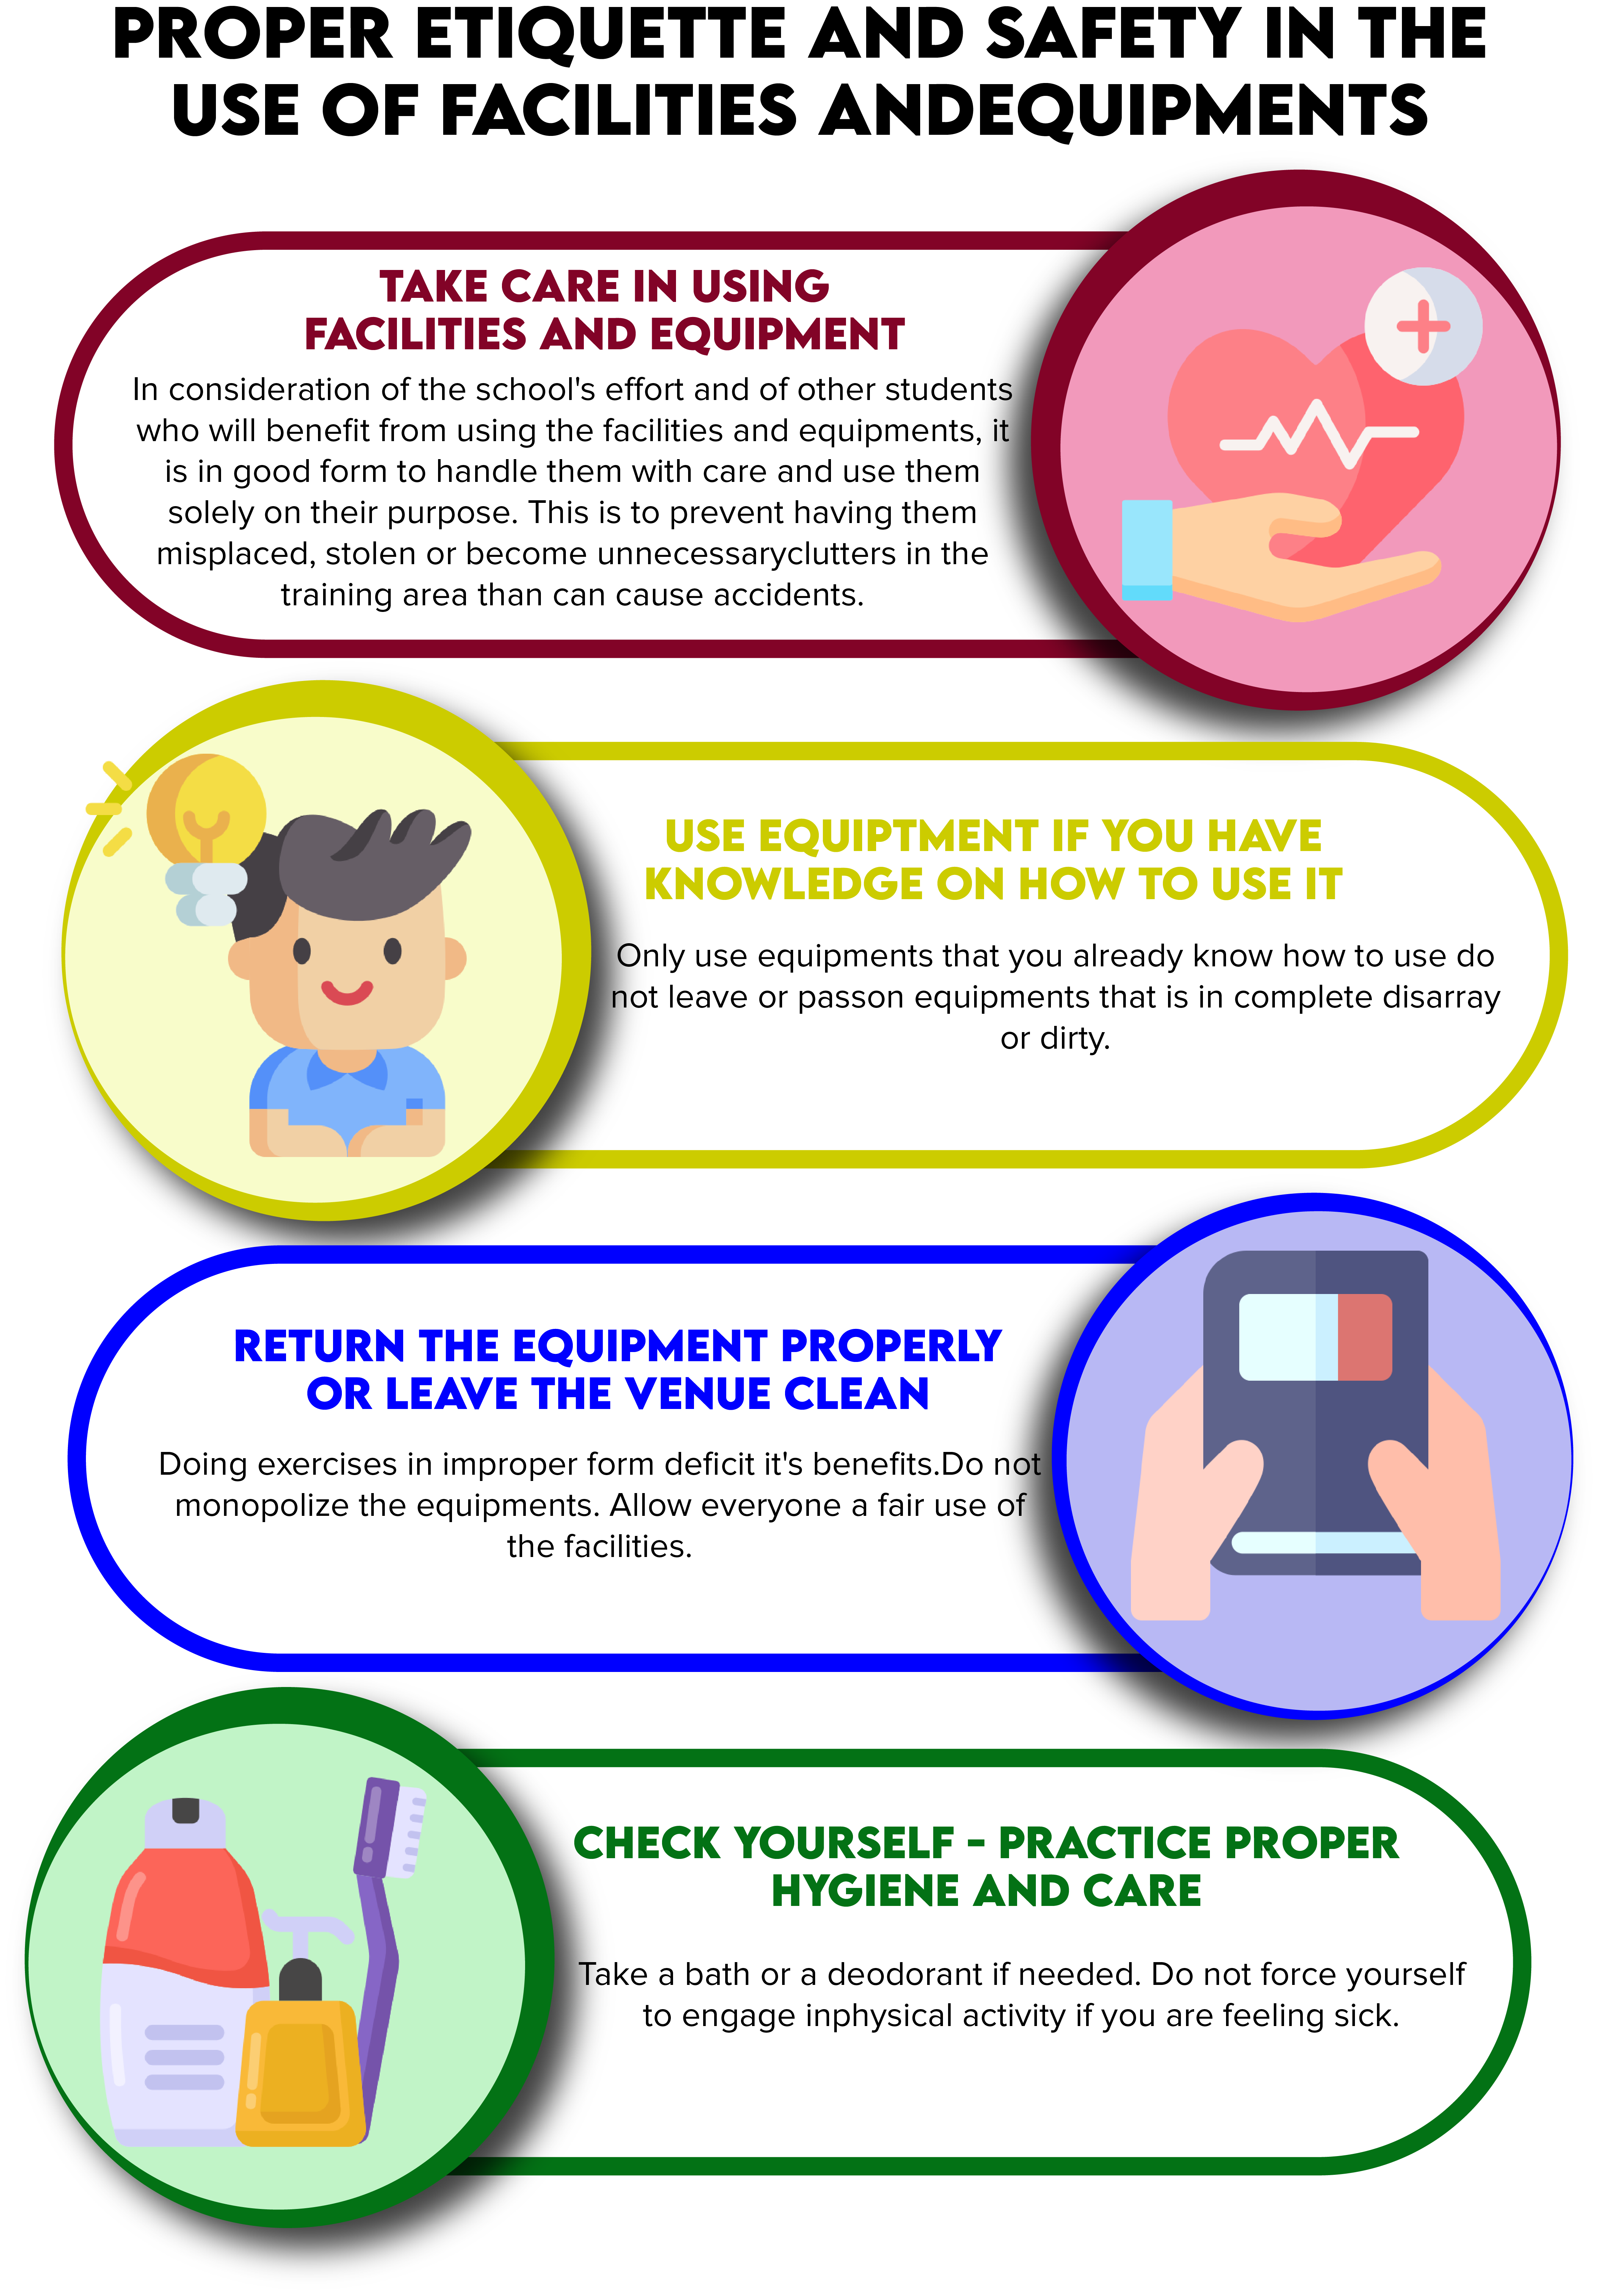 PROPER ETIQUETTE AND SAFETY IN THE
USE OF FACILITIES ANDEQUIPMENTS
TAKE CARE IN USING
FACILITIES AND EQUIPMENT
In consideration of the school's effort and of other students
who will benefit from using the facilities and equipments, it
is in good form to handle them with care and use them
solely on their purpose. This is to prevent having them
misplaced, stolen or become unnecessaryclutters in the
training area than can cause accidents.
USE EQUIPTMENT IF YOU HAVE
KNOWLEDGE ON HOW TO USE IT
Only use equipments that you already know how to use do
not leave or passon equipments that is in complete disarray
or dirty.
RETURN THE EQUIPMENT PROPERLY
OR LEAVE THE VENUE CLEAN
Doing exercises in improper form deficit it's benefits.Do not
monopolize the equipments. Allow everyone a fair use of
the facilities.
CHECK YOURSELF - PRACTICE PROPER
HYGIENE AND CARE
Take a bath or a deodorant if needed. Do not force yourself
to engage inphysical activity if you are feeling sick.